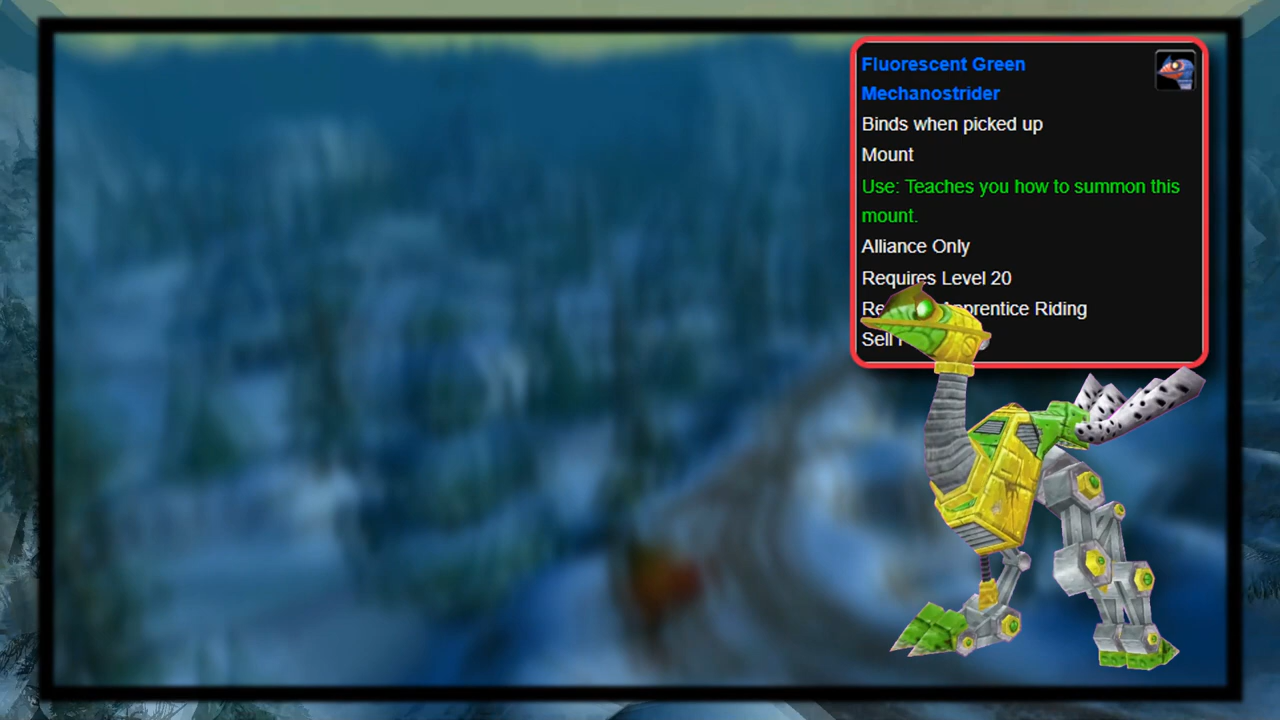 Fluorescent Green
Mechanostrider
Binds when picked up
Mount
Use: Teaches you how to summon this
mount.
Alliance Only
Requires Level 20
Riding
Sell